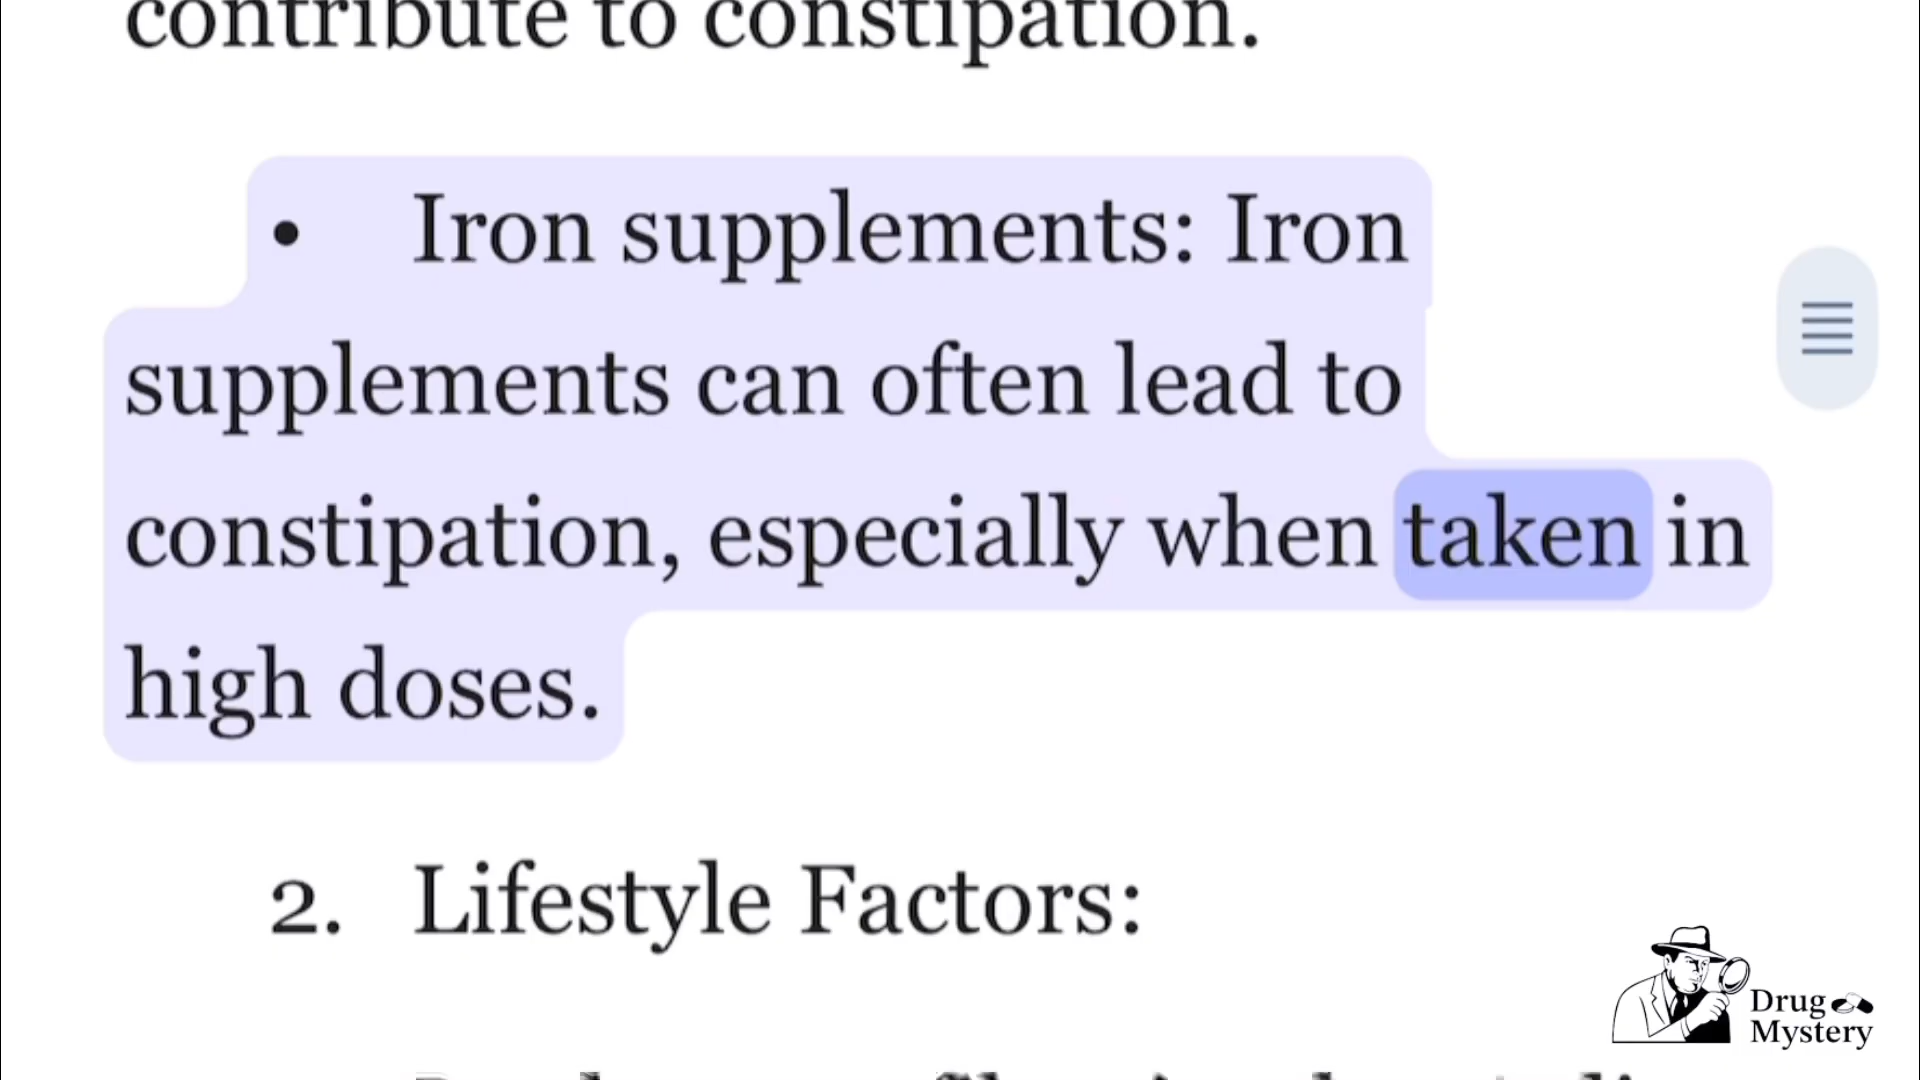 contribute to constipation.
• Iron supplements: Iron
supplements can often lead to
constipation, especially when taken in
high doses.
2. Lifestyle Factors:
Drug
Mystery